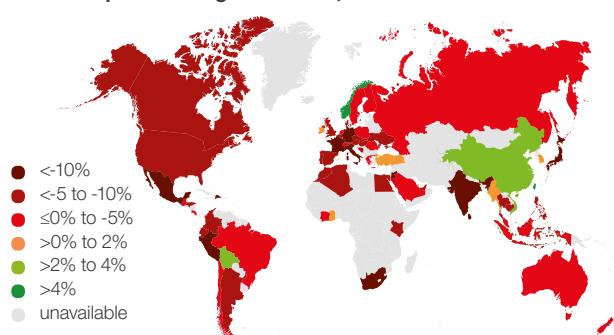 <-10%
<-5 to -10%
≤0% to -5%
>0% to 2%
>2% to 4%
>4%
unavailable